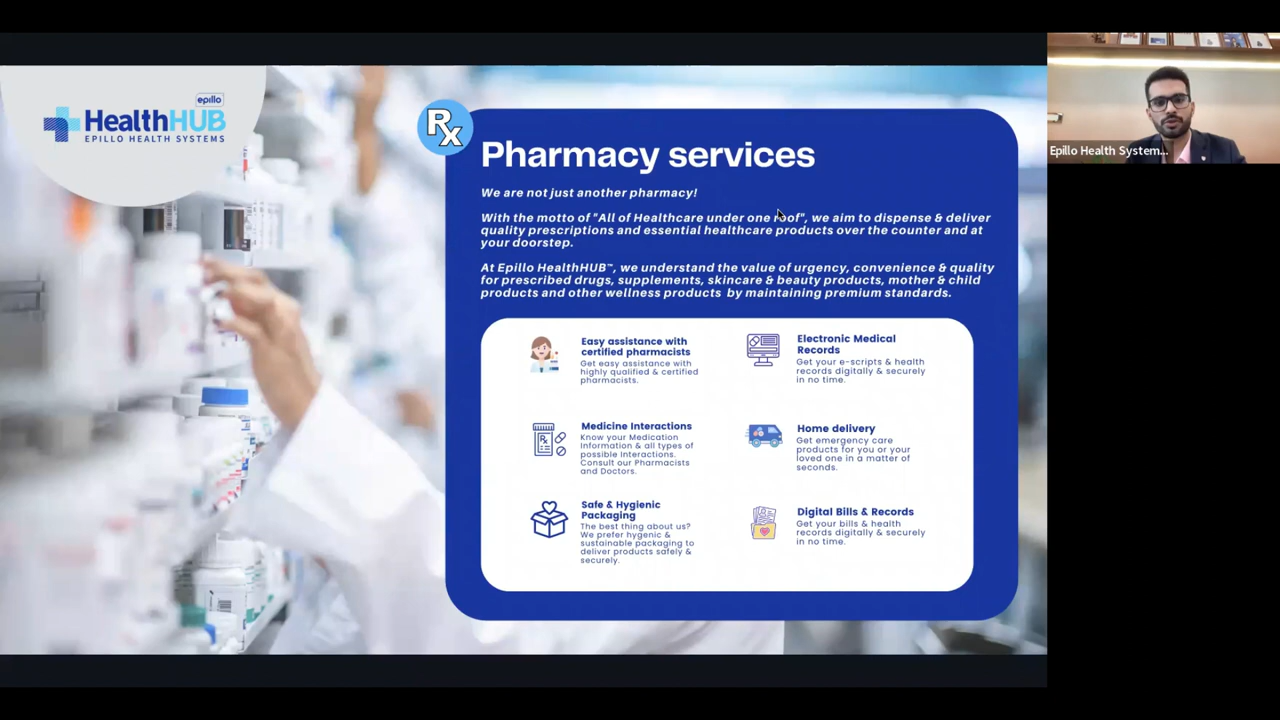 epillo
HealthHUB
EPILLO HEALTH SYSTEMS
Rx
Pharmacy services
We are not just another pharmacy!
With the motto of "All of Healthcare under one roof", we aim to dispense & deliver
quality prescriptions and essential healthcare products over the counter and at
your doorstep.
At Epillo HealthHUB™, we understand the value of urgency, convenience & quality
for prescribed drugs, supplements, skincare & beauty products, mother & child
products and other wellness products by maintaining premium standards.
Easy assistance with
certified pharmacists
Get easy assistance with
highly qualified & certified
pharmacists.
Electronic Medical
Records
Get your e-scripts & health
records digitally & securely
in no time.
Medicine Interactions
Know your Medication
Information & all types of
possible Interactions.
Consult our Pharmacists
and Doctors.
Home delivery
Get emergency care
products for you or your
loved one in a matter of
seconds.
Safe & Hygienic
Packaging
The best thing about us?
We prefer hygenic &
sustainable packaging to
deliver products safely &
securely.
Digital Bills & Records
Get your bills & health
records digitally & securely
in no time.
Epillo Health System...